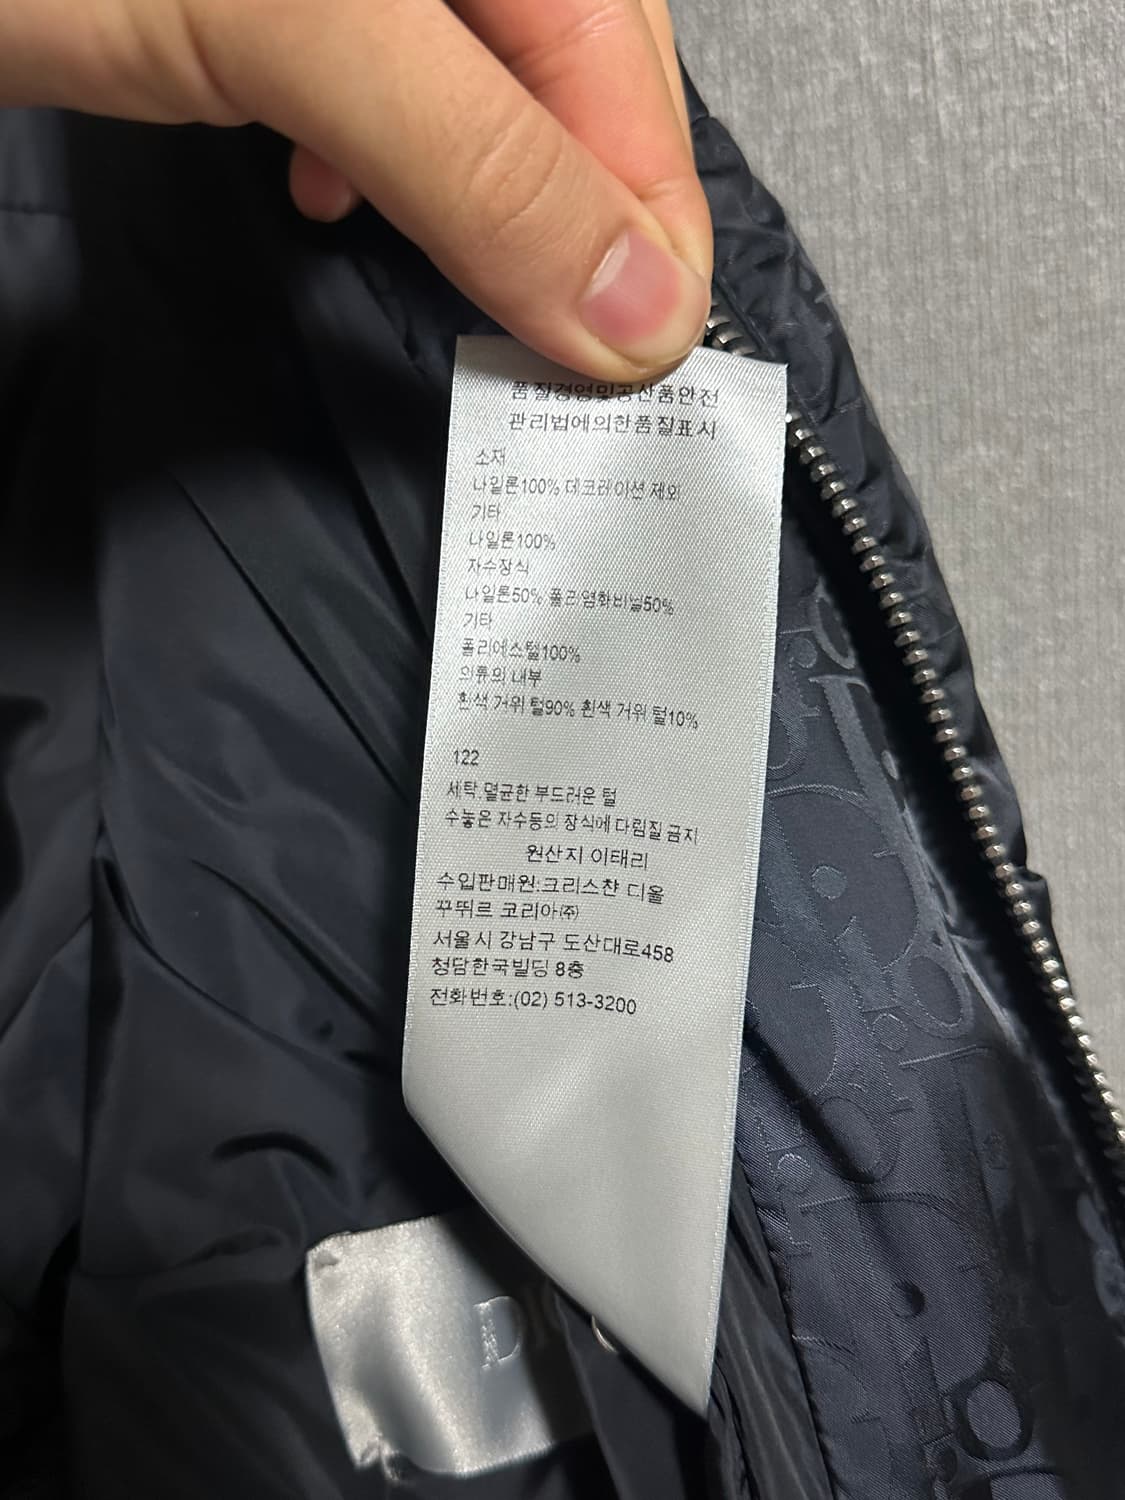 품질경영및공산품안전
관리법에의한품질표시
소재
나일론100% 데코레이션 제외
기타
나일론100%
자수장식
나일론50% 폴리염화비닐50%
기타
폴리에스텔100%
의류의 내부
흰색 거위 털90% 흰색 거위 털10%
122
세탁.멸균한 부드러운 털
수놓은 자수등의 장식에 다림질 금지
원산지 이태리
수입판매원:크리스챤 디올
꾸뛰르 코리아㈜
서울시 강남구 도산대로458
청담한국빌딩 8층
전화번호:(02) 513-3200